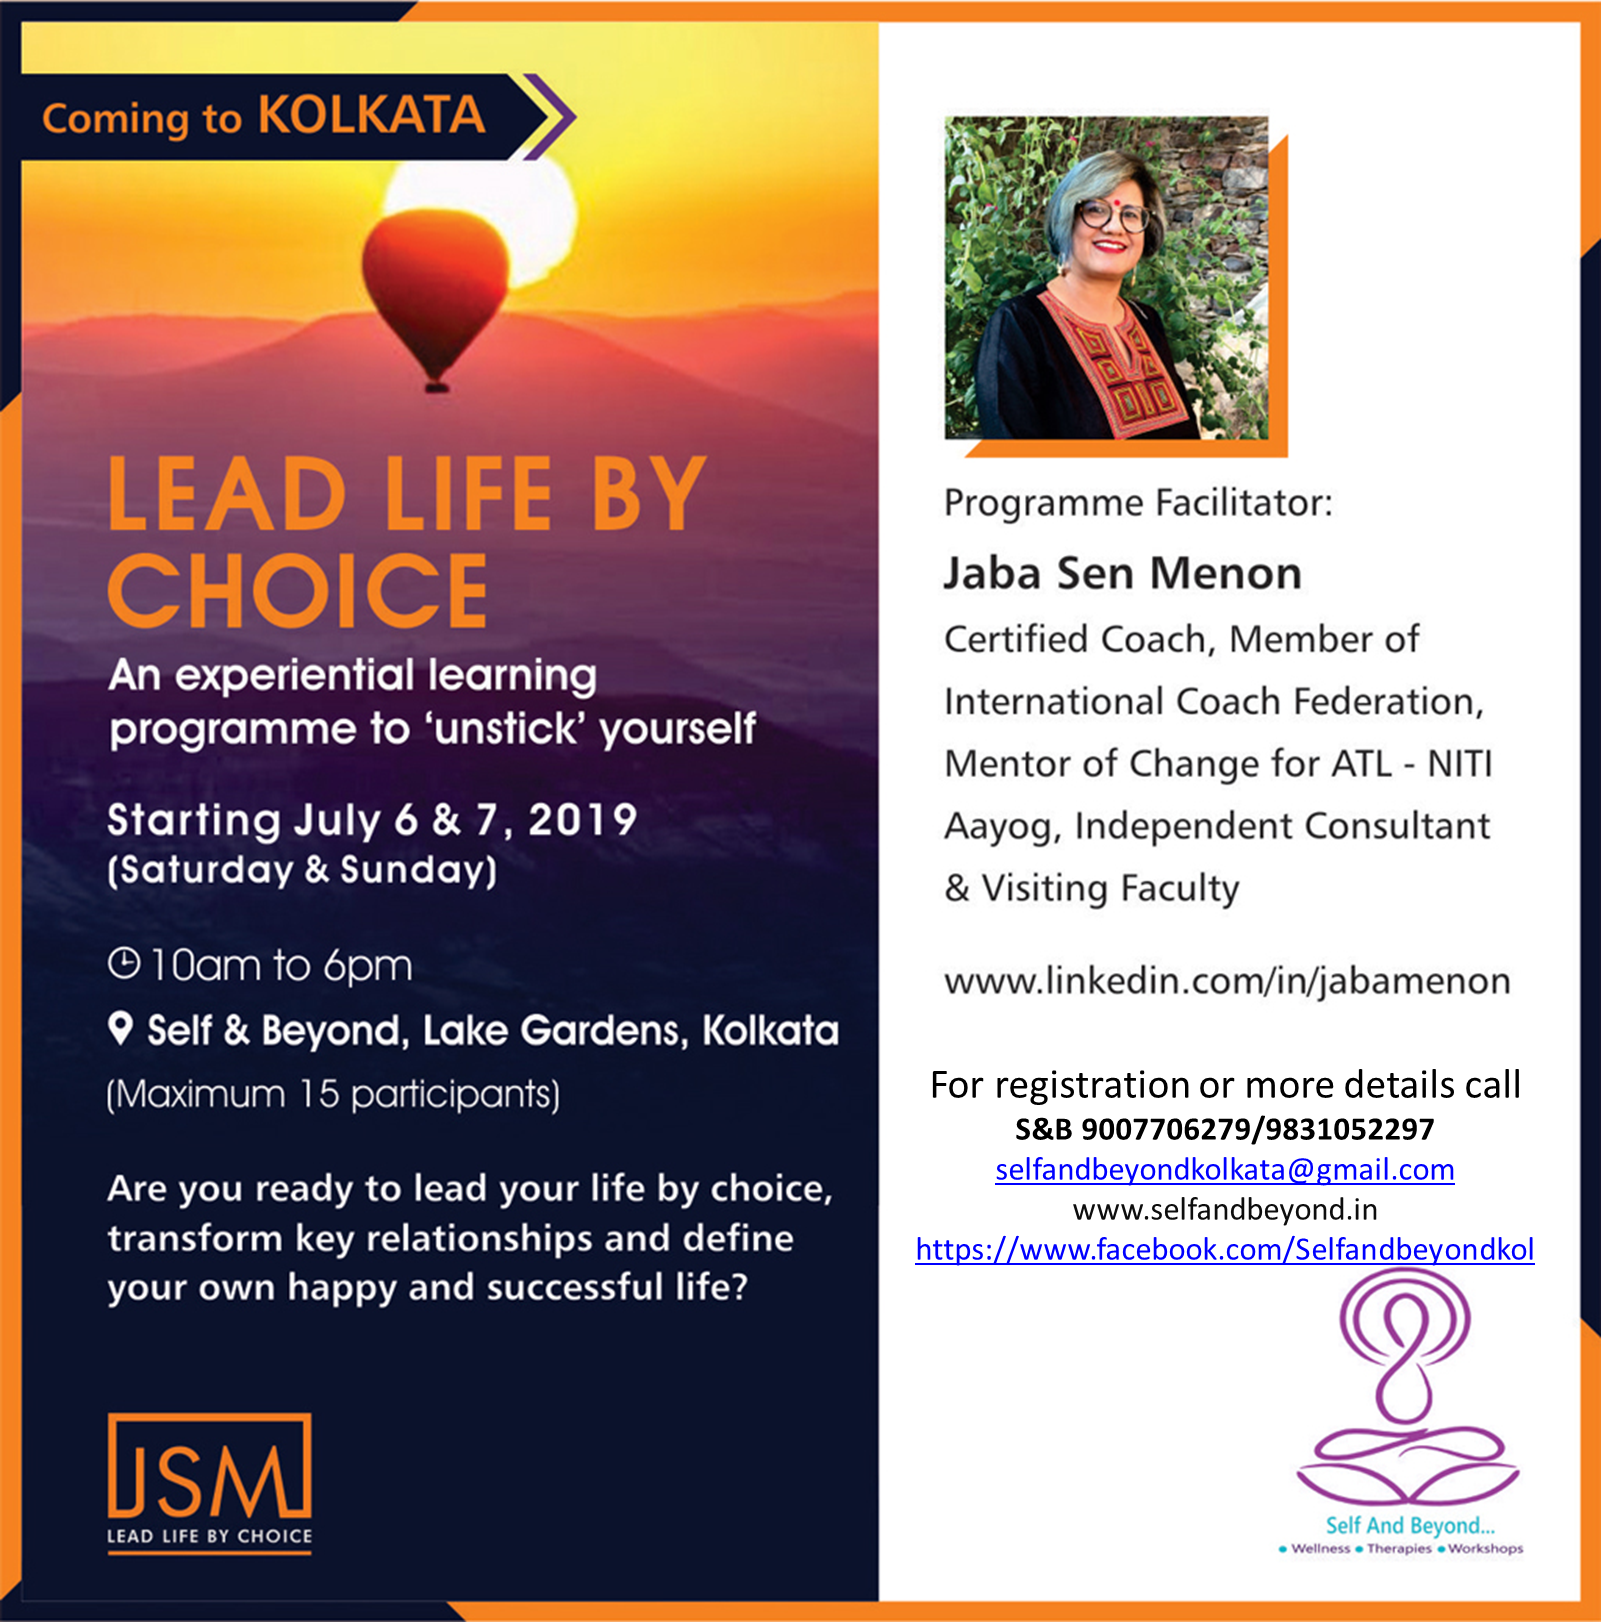 Coming to KOLKATA
LEAD LIFE BY
CHOICE
An experiential learning
programme to ‘unstick’ yourself
Starting July 6 & 7, 2019
(Saturday & Sunday)
10am to 6pm
Self & Beyond, Lake Gardens, Kolkata
(Maximum 15 participants)
Are you ready to lead your life by choice,
transform key relationships and define
your own happy and successful life?
JSM
LEAD LIFE BY CHOICE
Programme Facilitator:
Jaba Sen Menon
Certified Coach, Member of
International Coach Federation,
Mentor of Change for ATL - NITI
Aayog, Independent Consultant
& Visiting Faculty
www.linkedin.com/in/jabamenon
For registration or more details call
S&B 9007706279/9831052297
selfandbeyondkolkata@gmail.com
www.selfandbeyond.in
https://www.facebook.com/Selfandbeyondkol
Self And Beyond...
• Wellness • Therapies • Workshops